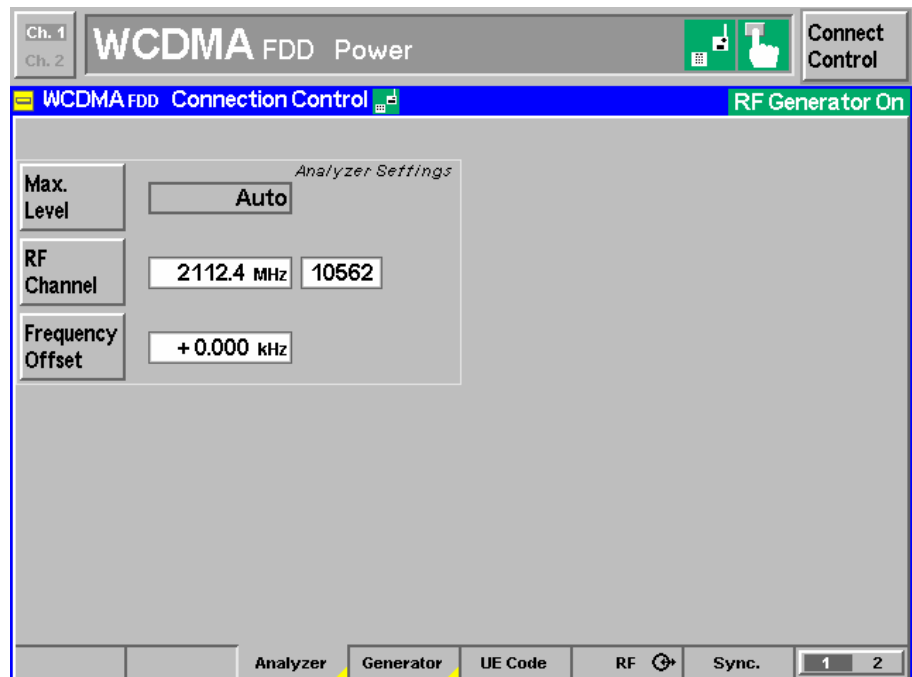 Ch. 1
Ch. 2
WCDMA FDD Power
Connect
Control
WCDMA FDD Connection Control
RF Generator On
Analyzer Settings
Max.
Level
Auto
RF
Channel
2112.4 MHz
10562
Frequency
Offset
+ 0.000 kHz
Analyzer
Generator
UE Code
RF
Sync.
1 2